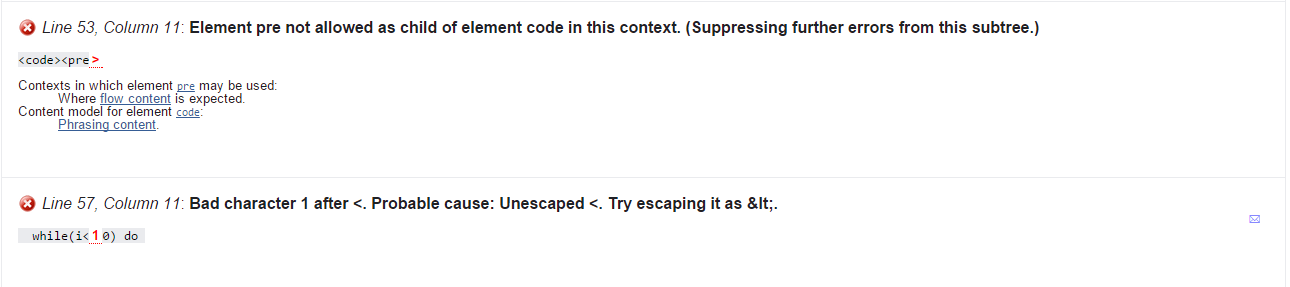 Line 53, Column 11: Element pre not allowed as child of element code in this context. (Suppressing further errors from this subtree.)
<code><pre>
Contexts in which element pre may be used:
Where flow content is expected.
Content model for element code:
Phrasing content.
Line 57, Column 11: Bad character 1 after <. Probable cause: Unescaped <. Try escaping it as &lt;.
while(i<10) do